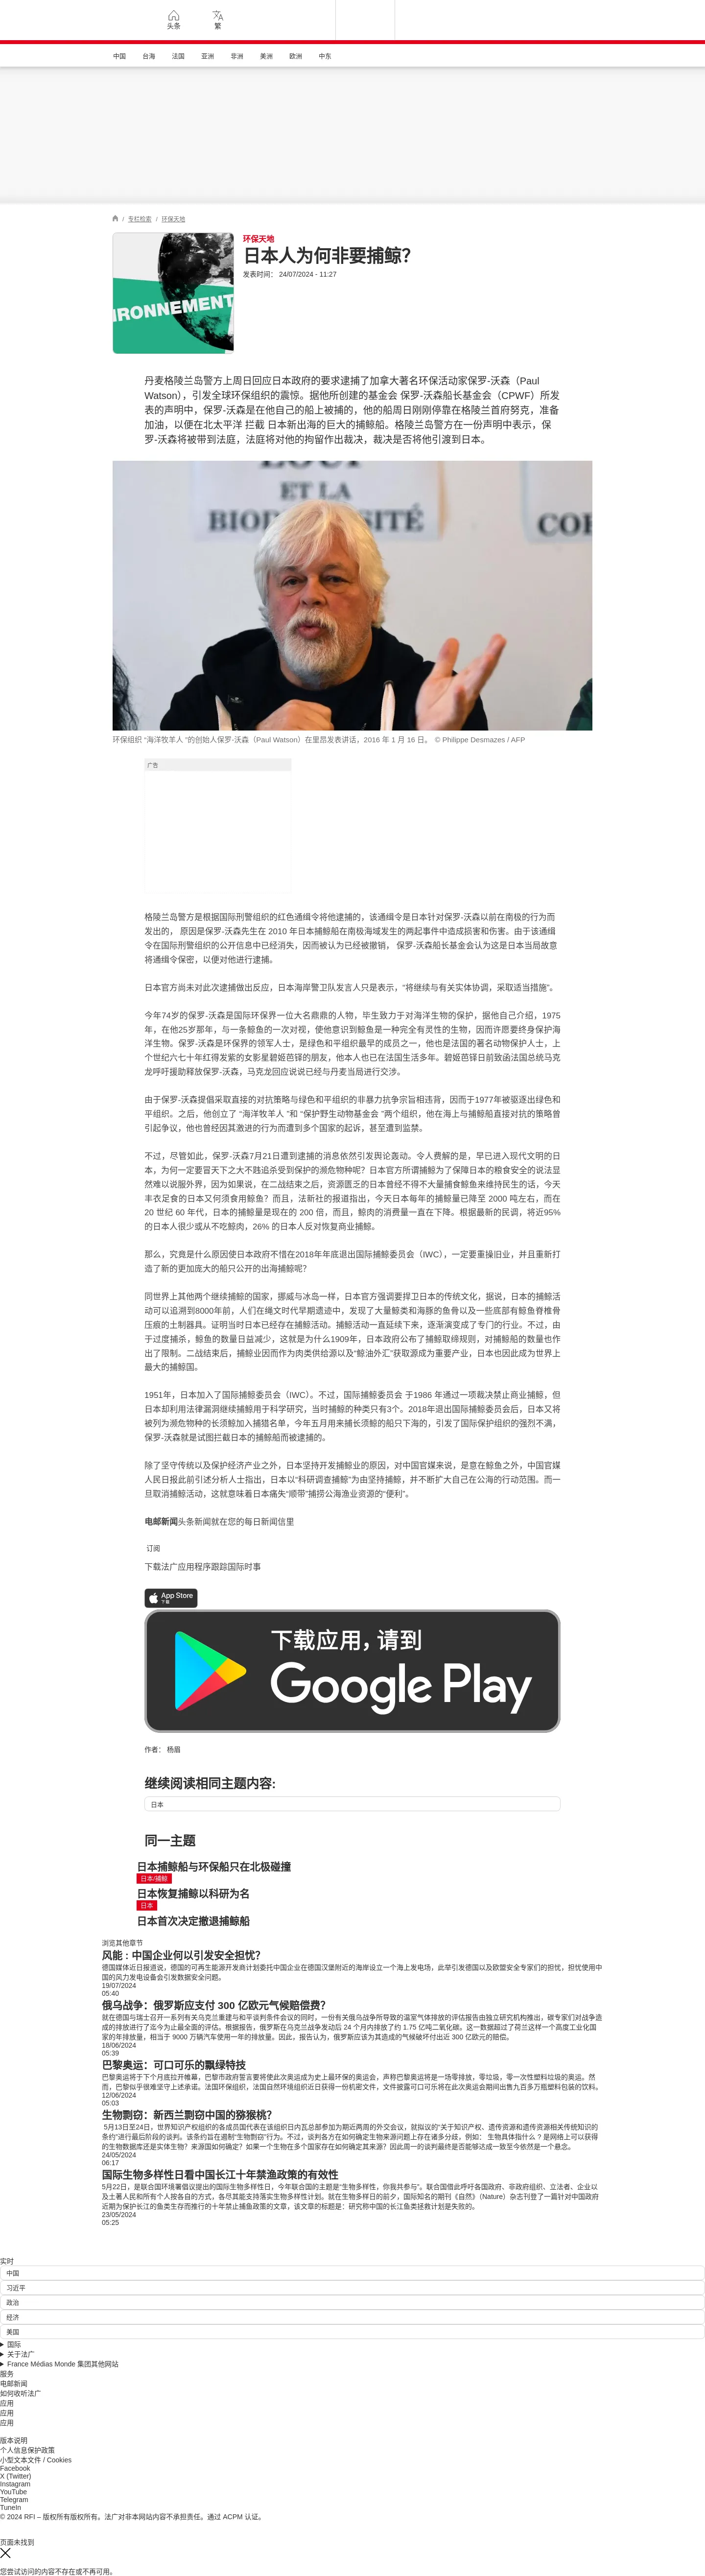 头条
繁
中国
台海
法国
亚洲
非洲
美洲
欧洲
中东
/ 专栏检索 / 环保天地
IRONNEMENT
环保天地
日本人为何非要捕鲸？
发表时间： 24/07/2024 - 11:27
丹麦格陵兰岛警方上周日回应日本政府的要求逮捕了加拿大著名环保活动家保罗-沃森（Paul
Watson），引发全球环保组织的震惊。据他所创建的基金会 保罗-沃森船长基金会（CPWF）所发
表的声明中，保罗-沃森是在他自己的船上被捕的，他的船周日刚刚停靠在格陵兰首府努克，准备
加油，以便在北太平洋 拦截 日本新出海的巨大的捕鲸船。格陵兰岛警方在一份声明中表示，保
罗-沃森将被带到法庭，法庭将对他的拘留作出裁决，裁决是否将他引渡到日本。
ET LA
BIODIVERSITÉ
环保组织 “海洋牧羊人 ”的创始人保罗-沃森（Paul Watson）在里昂发表讲话，2016 年 1 月 16 日。 © Philippe Desmazes / AFP
广告
格陵兰岛警方是根据国际刑警组织的红色通缉令将他逮捕的，该通缉令是日本针对保罗-沃森以前在南极的行为而
发出的， 原因是保罗-沃森先生在 2010 年日本捕鲸船在南极海域发生的两起事件中造成损害和伤害。由于该通缉
令在国际刑警组织的公开信息中已经消失，因而被认为已经被撤销， 保罗-沃森船长基金会认为这是日本当局故意
将通缉令保密，以便对他进行逮捕。
日本官方尚未对此次逮捕做出反应，日本海岸警卫队发言人只是表示，“将继续与有关实体协调，采取适当措施”。
今年74岁的保罗-沃森是国际环保界一位大名鼎鼎的人物，毕生致力于对海洋生物的保护，据他自己介绍，1975
年，在他25岁那年，与一条鲸鱼的一次对视，使他意识到鲸鱼是一种完全有灵性的生物，因而许愿要终身保护海
洋生物。保罗-沃森是环保界的领军人士，是绿色和平组织最早的成员之一，他也是法国的著名动物保护人士，上
个世纪六七十年红得发紫的女影星碧姬芭铎的朋友，他本人也已在法国生活多年。碧姬芭铎日前致函法国总统马克
龙呼吁援助释放保罗-沃森，马克龙回应说说已经与丹麦当局进行交涉。
由于保罗-沃森提倡采取直接的对抗策略与绿色和平组织的非暴力抗争宗旨相违背，因而于1977年被驱逐出绿色和
平组织。之后，他创立了 “海洋牧羊人 ”和 “保护野生动物基金会 ”两个组织，他在海上与捕鲸船直接对抗的策略曾
引起争议，他也曾经因其激进的行为而遭到多个国家的起诉，甚至遭到监禁。
不过，尽管如此，保罗-沃森7月21日遭到逮捕的消息依然引发舆论轰动。令人费解的是，早已进入现代文明的日
本，为何一定要冒天下之大不韪追杀受到保护的濒危物种呢？日本官方所谓捕鲸为了保障日本的粮食安全的说法显
然难以说服外界，因为如果说，在二战结束之后，资源匮乏的日本曾经不得不大量捕食鲸鱼来维持民生的话，今天
丰衣足食的日本又何须食用鲸鱼？而且，法新社的报道指出，今天日本每年的捕鲸量已降至 2000 吨左右，而在
20 世纪 60 年代，日本的捕鲸量是现在的 200 倍，而且，鲸肉的消费量一直在下降。根据最新的民调，将近95%
的日本人很少或从不吃鲸肉，26% 的日本人反对恢复商业捕鲸。
那么，究竟是什么原因使日本政府不惜在2018年年底退出国际捕鲸委员会（IWC），一定要重操旧业，并且重新打
造了新的更加庞大的船只公开的出海捕鲸呢？
同世界上其他两个继续捕鲸的国家，挪威与冰岛一样，日本官方强调要捍卫日本的传统文化，据说，日本的捕鲸活
动可以追溯到8000年前，人们在绳文时代早期遗迹中，发现了大量鲸类和海豚的鱼骨以及一些底部有鲸鱼脊椎骨
压痕的土制器具。证明当时日本已经存在捕鲸活动。捕鲸活动一直延续下来，逐渐演变成了专门的行业。不过，由
于过度捕杀，鲸鱼的数量日益减少，这就是为什么1909年，日本政府公布了捕鲸取缔规则，对捕鲸船的数量也作
出了限制。二战结束后，捕鲸业因而作为肉类供给源以及“鲸油外汇”获取源成为重要产业，日本也因此成为世界上
最大的捕鲸国。
1951年，日本加入了国际捕鲸委员会（IWC）。不过，国际捕鲸委员会 于1986 年通过一项裁决禁止商业捕鲸，但
日本却利用法律漏洞继续捕鲸用于科学研究，当时捕鲸的种类只有3个。2018年退出国际捕鲸委员会后，日本又将
被列为濒危物种的长须鲸加入捕猎名单，今年五月用来捕长须鲸的船只下海的，引发了国际保护组织的强烈不满，
保罗-沃森就是试图拦截日本的捕鲸船而被逮捕的。
除了坚守传统以及保护经济产业之外，日本坚持开发捕鲸业的原因，对中国官媒来说，是意在鲸鱼之外，中国官媒
人民日报此前引述分析人士指出，日本以“科研调查捕鲸”为由坚持捕鲸，并不断扩大自己在公海的行动范围。而一
旦取消捕鲸活动，这就意味着日本痛失“顺带”捕捞公海渔业资源的“便利”。
电邮新闻头条新闻就在您的每日新闻信里
订阅
下载法广应用程序跟踪国际时事
App Store
下载
下载应用，请到
Google Play
作者： 杨眉
继续阅读相同主题内容:
日本
同一主题
日本捕鲸船与环保船只在北极碰撞
日本/捕鲸
日本恢复捕鲸以科研为名
日本
日本首次决定撤退捕鲸船
浏览其他章节
风能 : 中国企业何以引发安全担忧？
德国媒体近日报道说，德国的可再生能源开发商计划委托中国企业在德国汉堡附近的海岸设立一个海上发电场，此举引发德国以及欧盟安全专家们的担忧，担忧使用中
国的风力发电设备会引发数据安全问题。
19/07/2024
05:40
俄乌战争：俄罗斯应支付 300 亿欧元气候赔偿费？
就在德国与瑞士召开一系列有关乌克兰重建与和平谈判条件会议的同时，一份有关俄乌战争所导致的温室气体排放的评估报告由独立研究机构推出，碳专家们对战争造
成的排放进行了迄今为止最全面的评估，根据报告，俄罗斯在乌克兰战争发动后 24 个月内排放了约 1.75 亿吨二氧化碳。这一数据超过了荷兰这样一个高度工业化国
家的年排放量，相当于 9000 万辆汽车使用一年的排放量。因此，报告认为，俄罗斯应该为其造成的气候破坏付出近 300 亿欧元的赔偿。
18/06/2024
05:39
巴黎奥运：可口可乐的飘绿特技
巴黎奥运将于下个月底拉开帷幕，巴黎市政府誓言要将使此次奥运成为史上最环保的奥运会，声称巴黎奥运将是一场零排放，零垃圾，零一次性塑料垃圾的奥运。然
而，巴黎似乎很难坚守上述承诺。法国环保组织，法国自然环境组织近日获得一份机密文件，文件披露可口可乐将在此次奥运会期间出售九百多万瓶塑料包装的饮料。
12/06/2024
05:03
生物剽窃：新西兰剽窃中国的猕猴桃？
5月13日至24日，世界知识产权组织的各成员国代表在该组织日内瓦总部参加为期近两周的外交会议，就拟议的“关于知识产权、遗传资源和遗传资源相关传统知识的
条约”进行最后阶段的谈判。该条约旨在遏制“生物剽窃”行为。不过，谈判各方在如何确定生物来源问题上存在诸多分歧，例如： 生物具体指什么 ？是网络上可以获得
的生物数据库还是实体生物？来源国如何确定？如果一个生物在多个国家存在如何确定其来源？因此周一的谈判最终是否能够达成一致至今依然是一个悬念。
24/05/2024
06:17
国际生物多样性日看中国长江十年禁渔政策的有效性
5月22日，是联合国环境署倡议提出的国际生物多样性日，今年联合国的主题是“生物多样性，你我共参与”。联合国借此呼吁各国政府、非政府组织、立法者、企业以
及土著人民和所有个人按各自的方式，各尽其能支持落实生物多样性计划。就在生物多样日的前夕，国际知名的期刊《自然》（Nature）杂志刊登了一篇针对中国政府
近期为保护长江的鱼类生存而推行的十年禁止捕鱼政策的文章，该文章的标题是：研究称中国的长江鱼类拯救计划是失败的。
23/05/2024
05:25
实时
中国
习近平
政治
经济
美国
国际
关于法广
France Médias Monde 集团其他网站
服务
电邮新闻
如何收听法广
应用
应用
应用
版本说明
个人信息保护政策
小型文本文件 / Cookies
Facebook
X (Twitter)
Instagram
YouTube
Telegram
TuneIn
© 2024 RFI – 版权所有版权所有。法广对非本网站内容不承担责任。通过 ACPM 认证。
页面未找到
您尝试访问的内容不存在或不再可用。